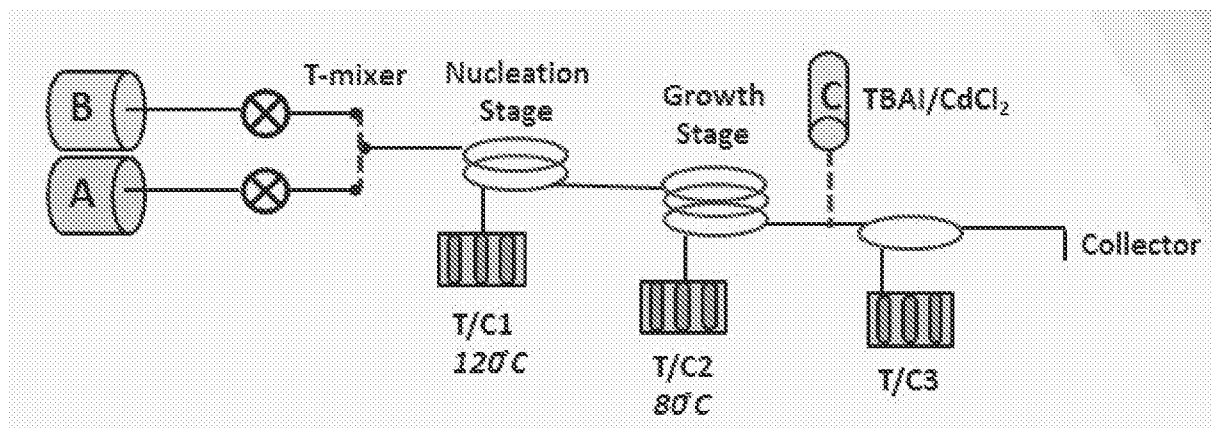 B
A
T-mixer
Nucleation
Stage
Growth
Stage
C
TBAI/CdCl₂
Collector
T/C1
120°C
T/C2
80°C
T/C3